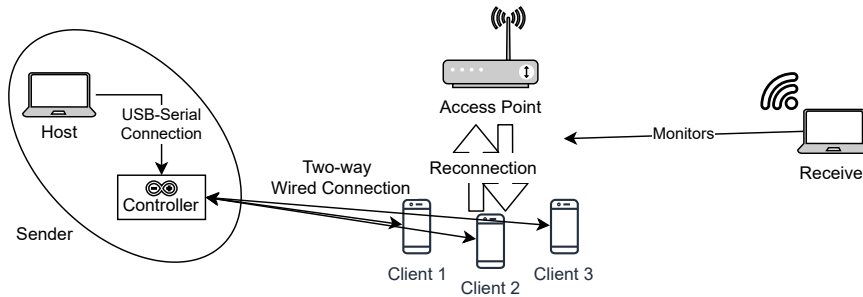 Host
USB-Serial
Connection
Controller
Sender
Two-way
Wired Connection
Access Point
Reconnection
Client 1
Client 2
Client 3
Monitors
Receive